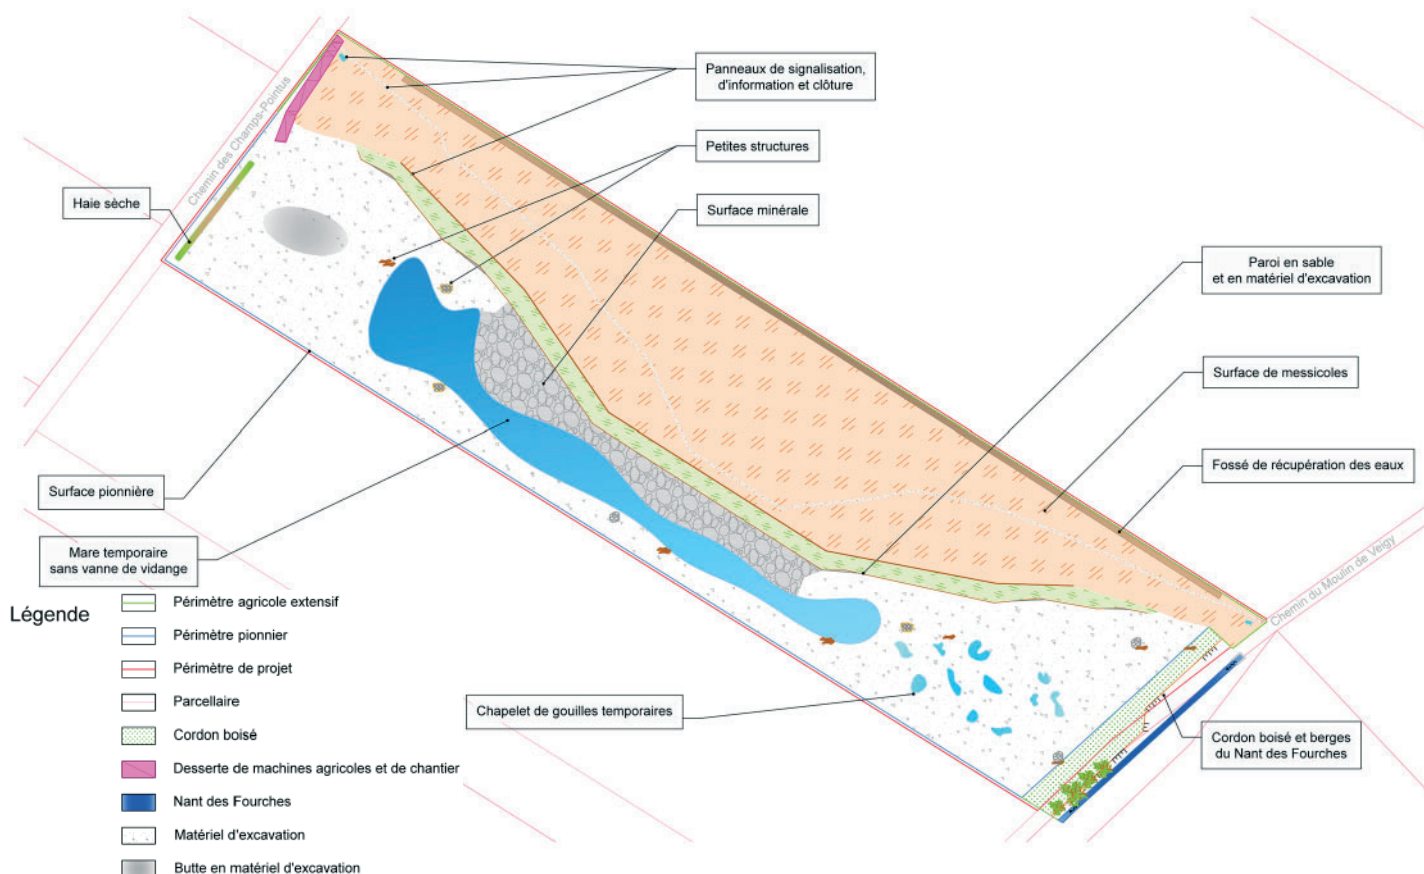 Panneaux de signalisation,
d'information et clôture
Chemin des Champs-Pointus
Petites structures
Haie sèche
Surface minérale
Paroi en sable
et en matériel d'excavation
Surface de messicoles
Fossé de récupération des eaux
Surface pionnière
Mare temporaire
sans vanne de vidange
Chemin du Moulin de Veigy
Chapelet de gouilles temporaires
Cordon boisé et berges
du Nant des Fourches
Légende
Périmètre agricole extensif
Périmètre pionnier
Périmètre de projet
Parcellaire
Cordon boisé
Desserte de machines agricoles et de chantier
Nant des Fourches
Matériel d'excavation
Butte en matériel d'excavation